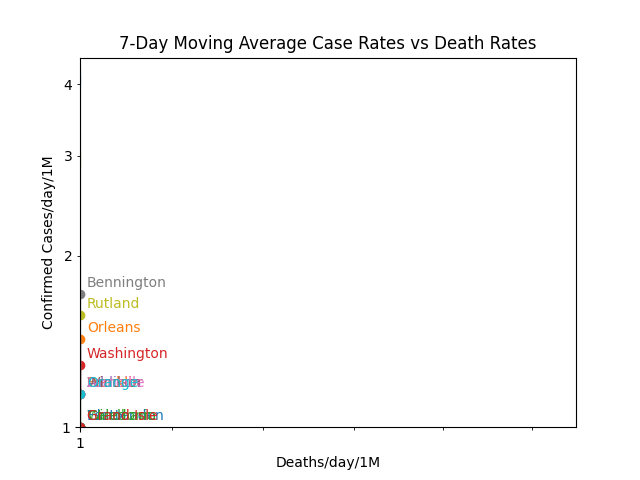 7-Day Moving Average Case Rates vs Death Rates
Confirmed Cases/day/1M
4
3
2
1
Bennington
Rutland
Orleans
Washington
1
Deaths/day/1M